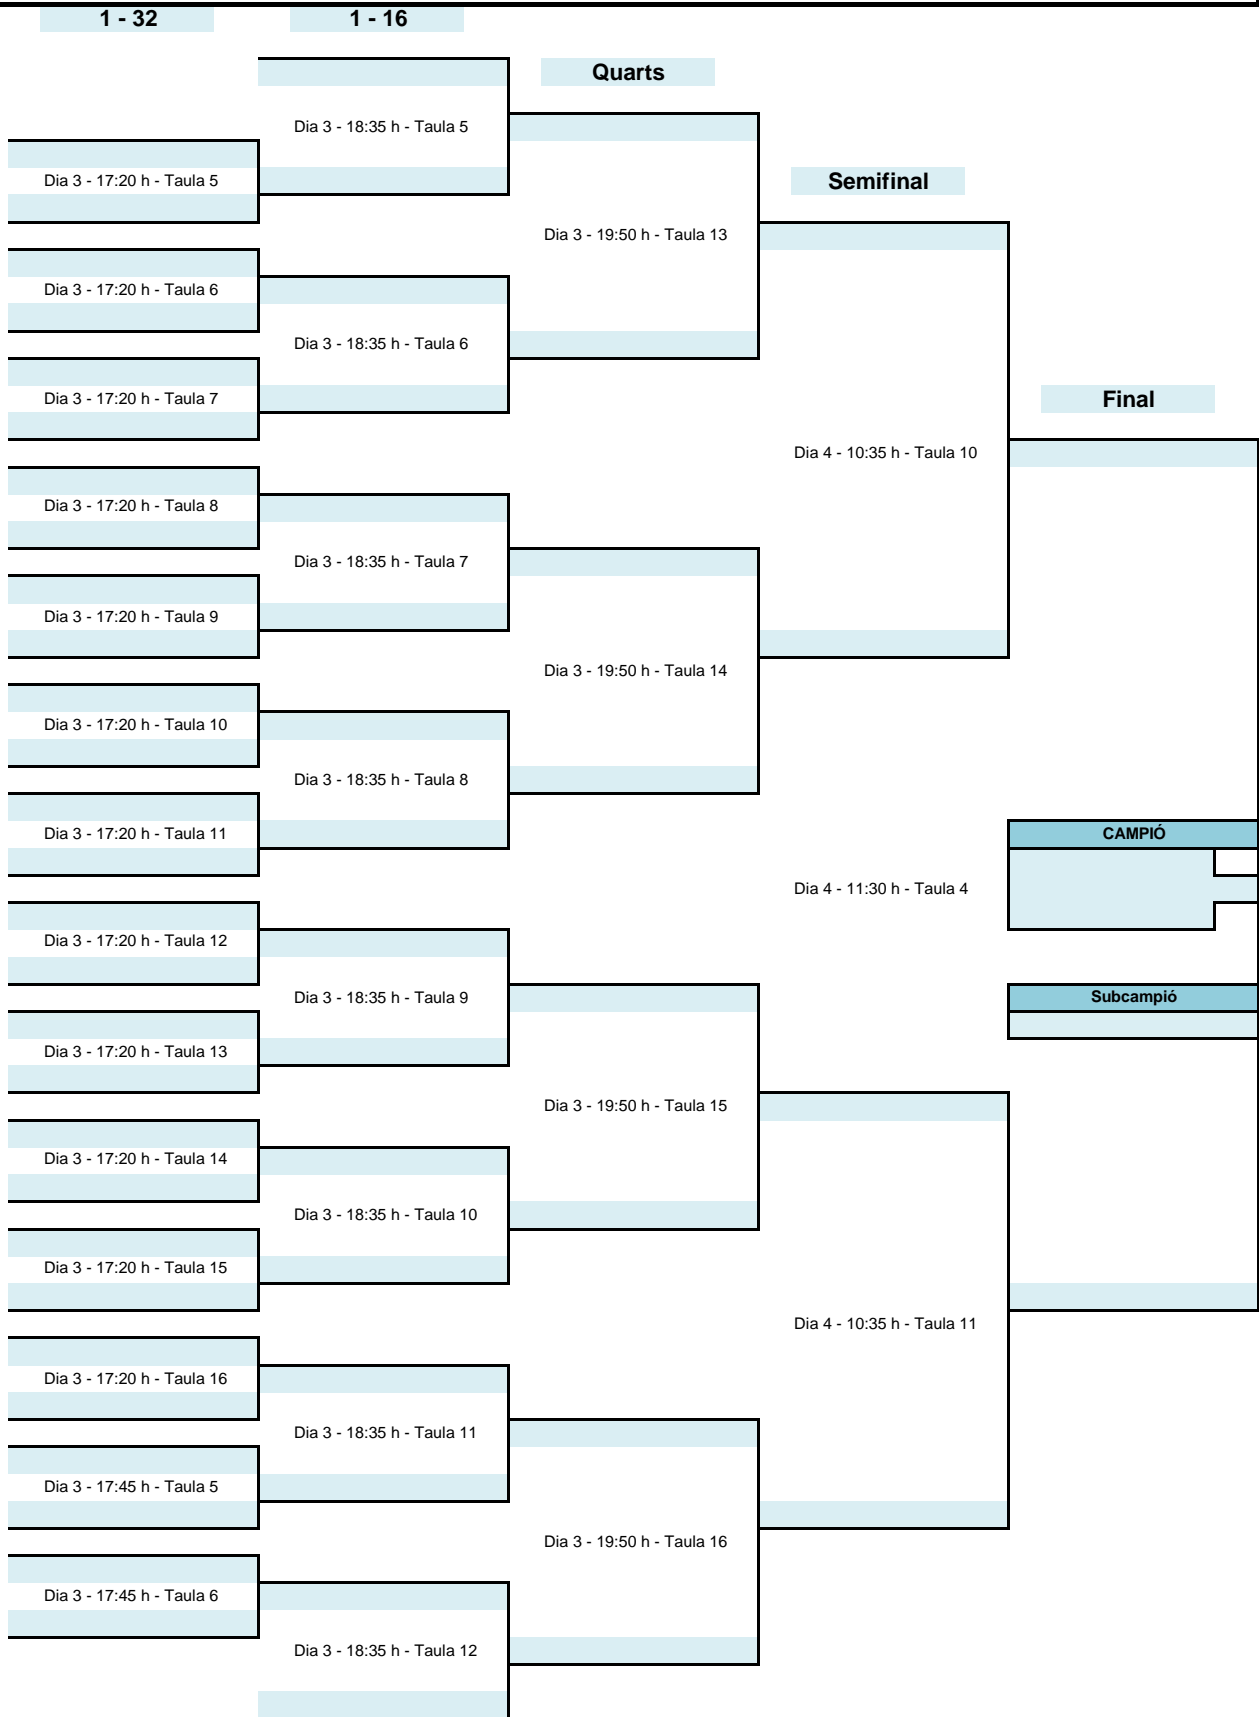 1 - 32
1 - 16
Quarts
Dia 3 - 18:35 h - Taula 5
Dia 3 - 17:20 h - Taula 5
Semifinal
Dia 3 - 19:50 h - Taula 13
Dia 3 - 17:20 h - Taula 6
Dia 3 - 18:35 h - Taula 6
Dia 3 - 17:20 h - Taula 7
Final
Dia 4 - 10:35 h - Taula 10
Dia 3 - 17:20 h - Taula 8
Dia 3 - 18:35 h - Taula 7
Dia 3 - 17:20 h - Taula 9
Dia 3 - 19:50 h - Taula 14
Dia 3 - 17:20 h - Taula 10
Dia 3 - 18:35 h - Taula 8
Dia 3 - 17:20 h - Taula 11
CAMPIÓ
Dia 4 - 11:30 h - Taula 4
Dia 3 - 17:20 h - Taula 12
Dia 3 - 18:35 h - Taula 9
Subcampió
Dia 3 - 17:20 h - Taula 13
Dia 3 - 19:50 h - Taula 15
Dia 3 - 17:20 h - Taula 14
Dia 3 - 18:35 h - Taula 10
Dia 3 - 17:20 h - Taula 15
Dia 4 - 10:35 h - Taula 11
Dia 3 - 17:20 h - Taula 16
Dia 3 - 18:35 h - Taula 11
Dia 3 - 17:45 h - Taula 5
Dia 3 - 19:50 h - Taula 16
Dia 3 - 17:45 h - Taula 6
Dia 3 - 18:35 h - Taula 12